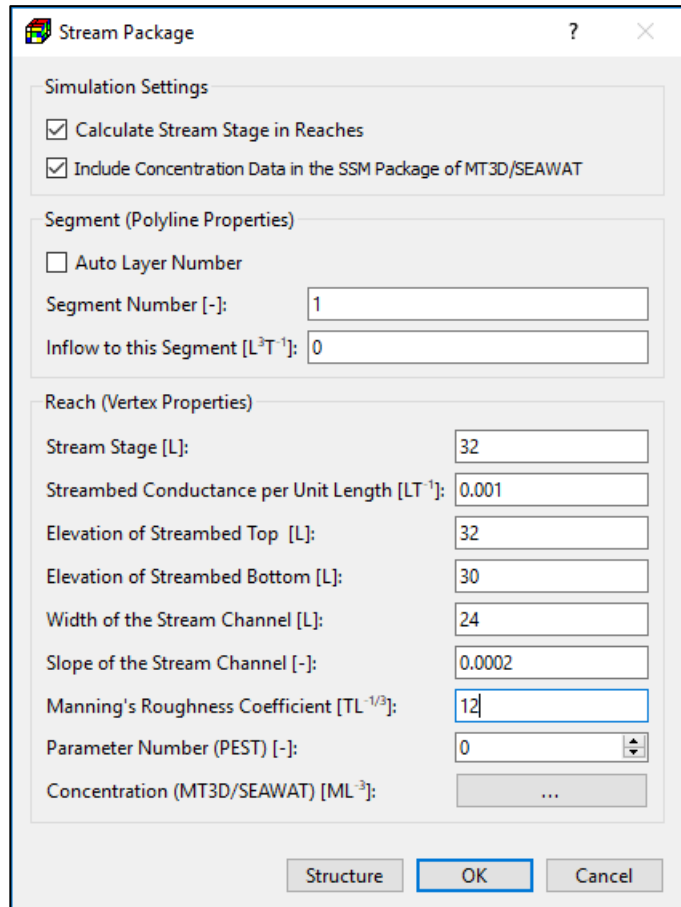 Stream Package
?
Simulation Settings
Calculate Stream Stage in Reaches
Include Concentration Data in the SSM Package of MT3D/SEAWAT
Segment (Polyline Properties)
Auto Layer Number
Segment Number [-]: 1
Inflow to this Segment [L³T⁻¹]: 0
Reach (Vertex Properties)
Stream Stage [L]: 32
Streambed Conductance per Unit Length [LT⁻¹]: 0.001
Elevation of Streambed Top [L]: 32
Elevation of Streambed Bottom [L]: 30
Width of the Stream Channel [L]: 24
Slope of the Stream Channel [-]: 0.0002
Manning's Roughness Coefficient [TL⁻¹ᐟ³]: 12
Parameter Number (PEST) [-]: 0
Concentration (MT3D/SEAWAT) [ML⁻³]: ...
Structure OK Cancel